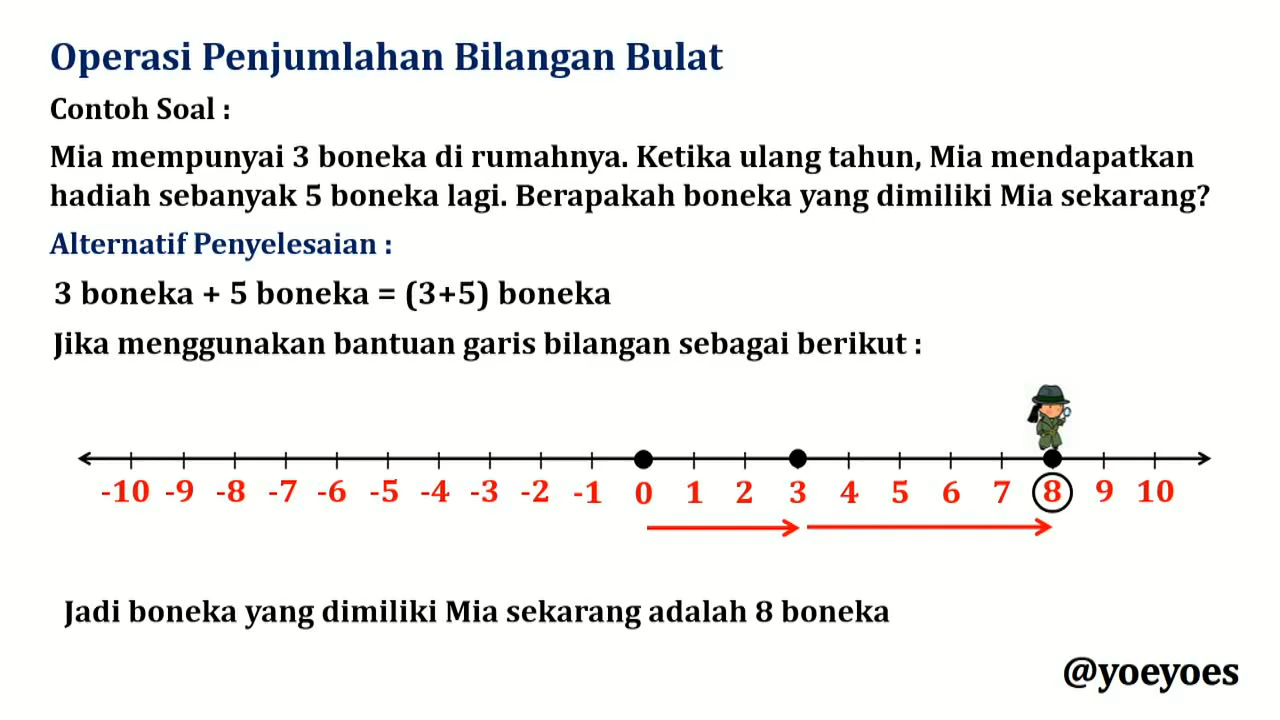 Operasi Penjumlahan Bilangan Bulat
Contoh Soal :
Mia mempunyai 3 boneka di rumahnya. Ketika ulang tahun, Mia mendapatkan
hadiah sebanyak 5 boneka lagi. Berapakah boneka yang dimiliki Mia sekarang?
Alternatif Penyelesaian :
3 boneka + 5 boneka = (3+5) boneka
Jika menggunakan bantuan garis bilangan sebagai berikut :
-10 -9 -8 -7 -6 -5 -4 -3 -2 -1 0 1 2 3 4 5 6 7 8 9 10
Jadi boneka yang dimiliki Mia sekarang adalah 8 boneka
@yoeyoes